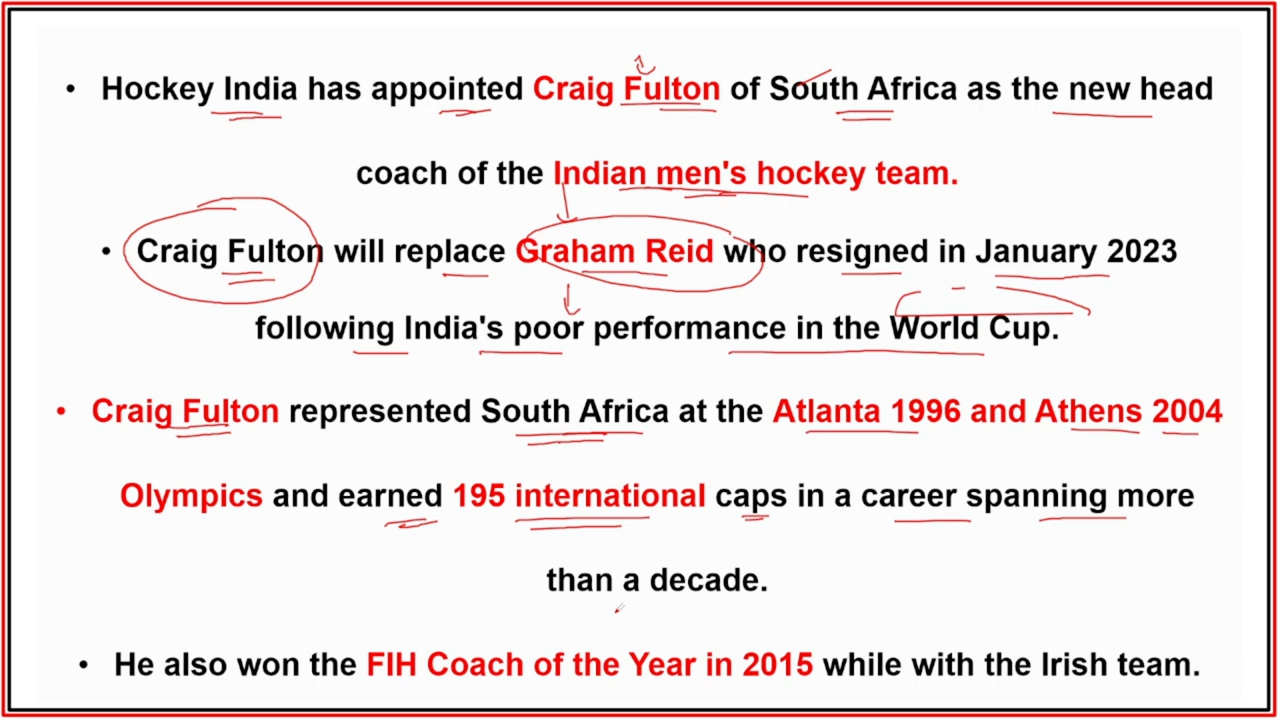 • Hockey India has appointed Craig Fulton of South Africa as the new head
coach of the Indian men's hockey team.
• Craig Fulton will replace Graham Reid who resigned in January 2023
following India's poor performance in the World Cup.
• Craig Fulton represented South Africa at the Atlanta 1996 and Athens 2004
Olympics and earned 195 international caps in a career spanning more
than a decade.
• He also won the FIH Coach of the Year in 2015 while with the Irish team.